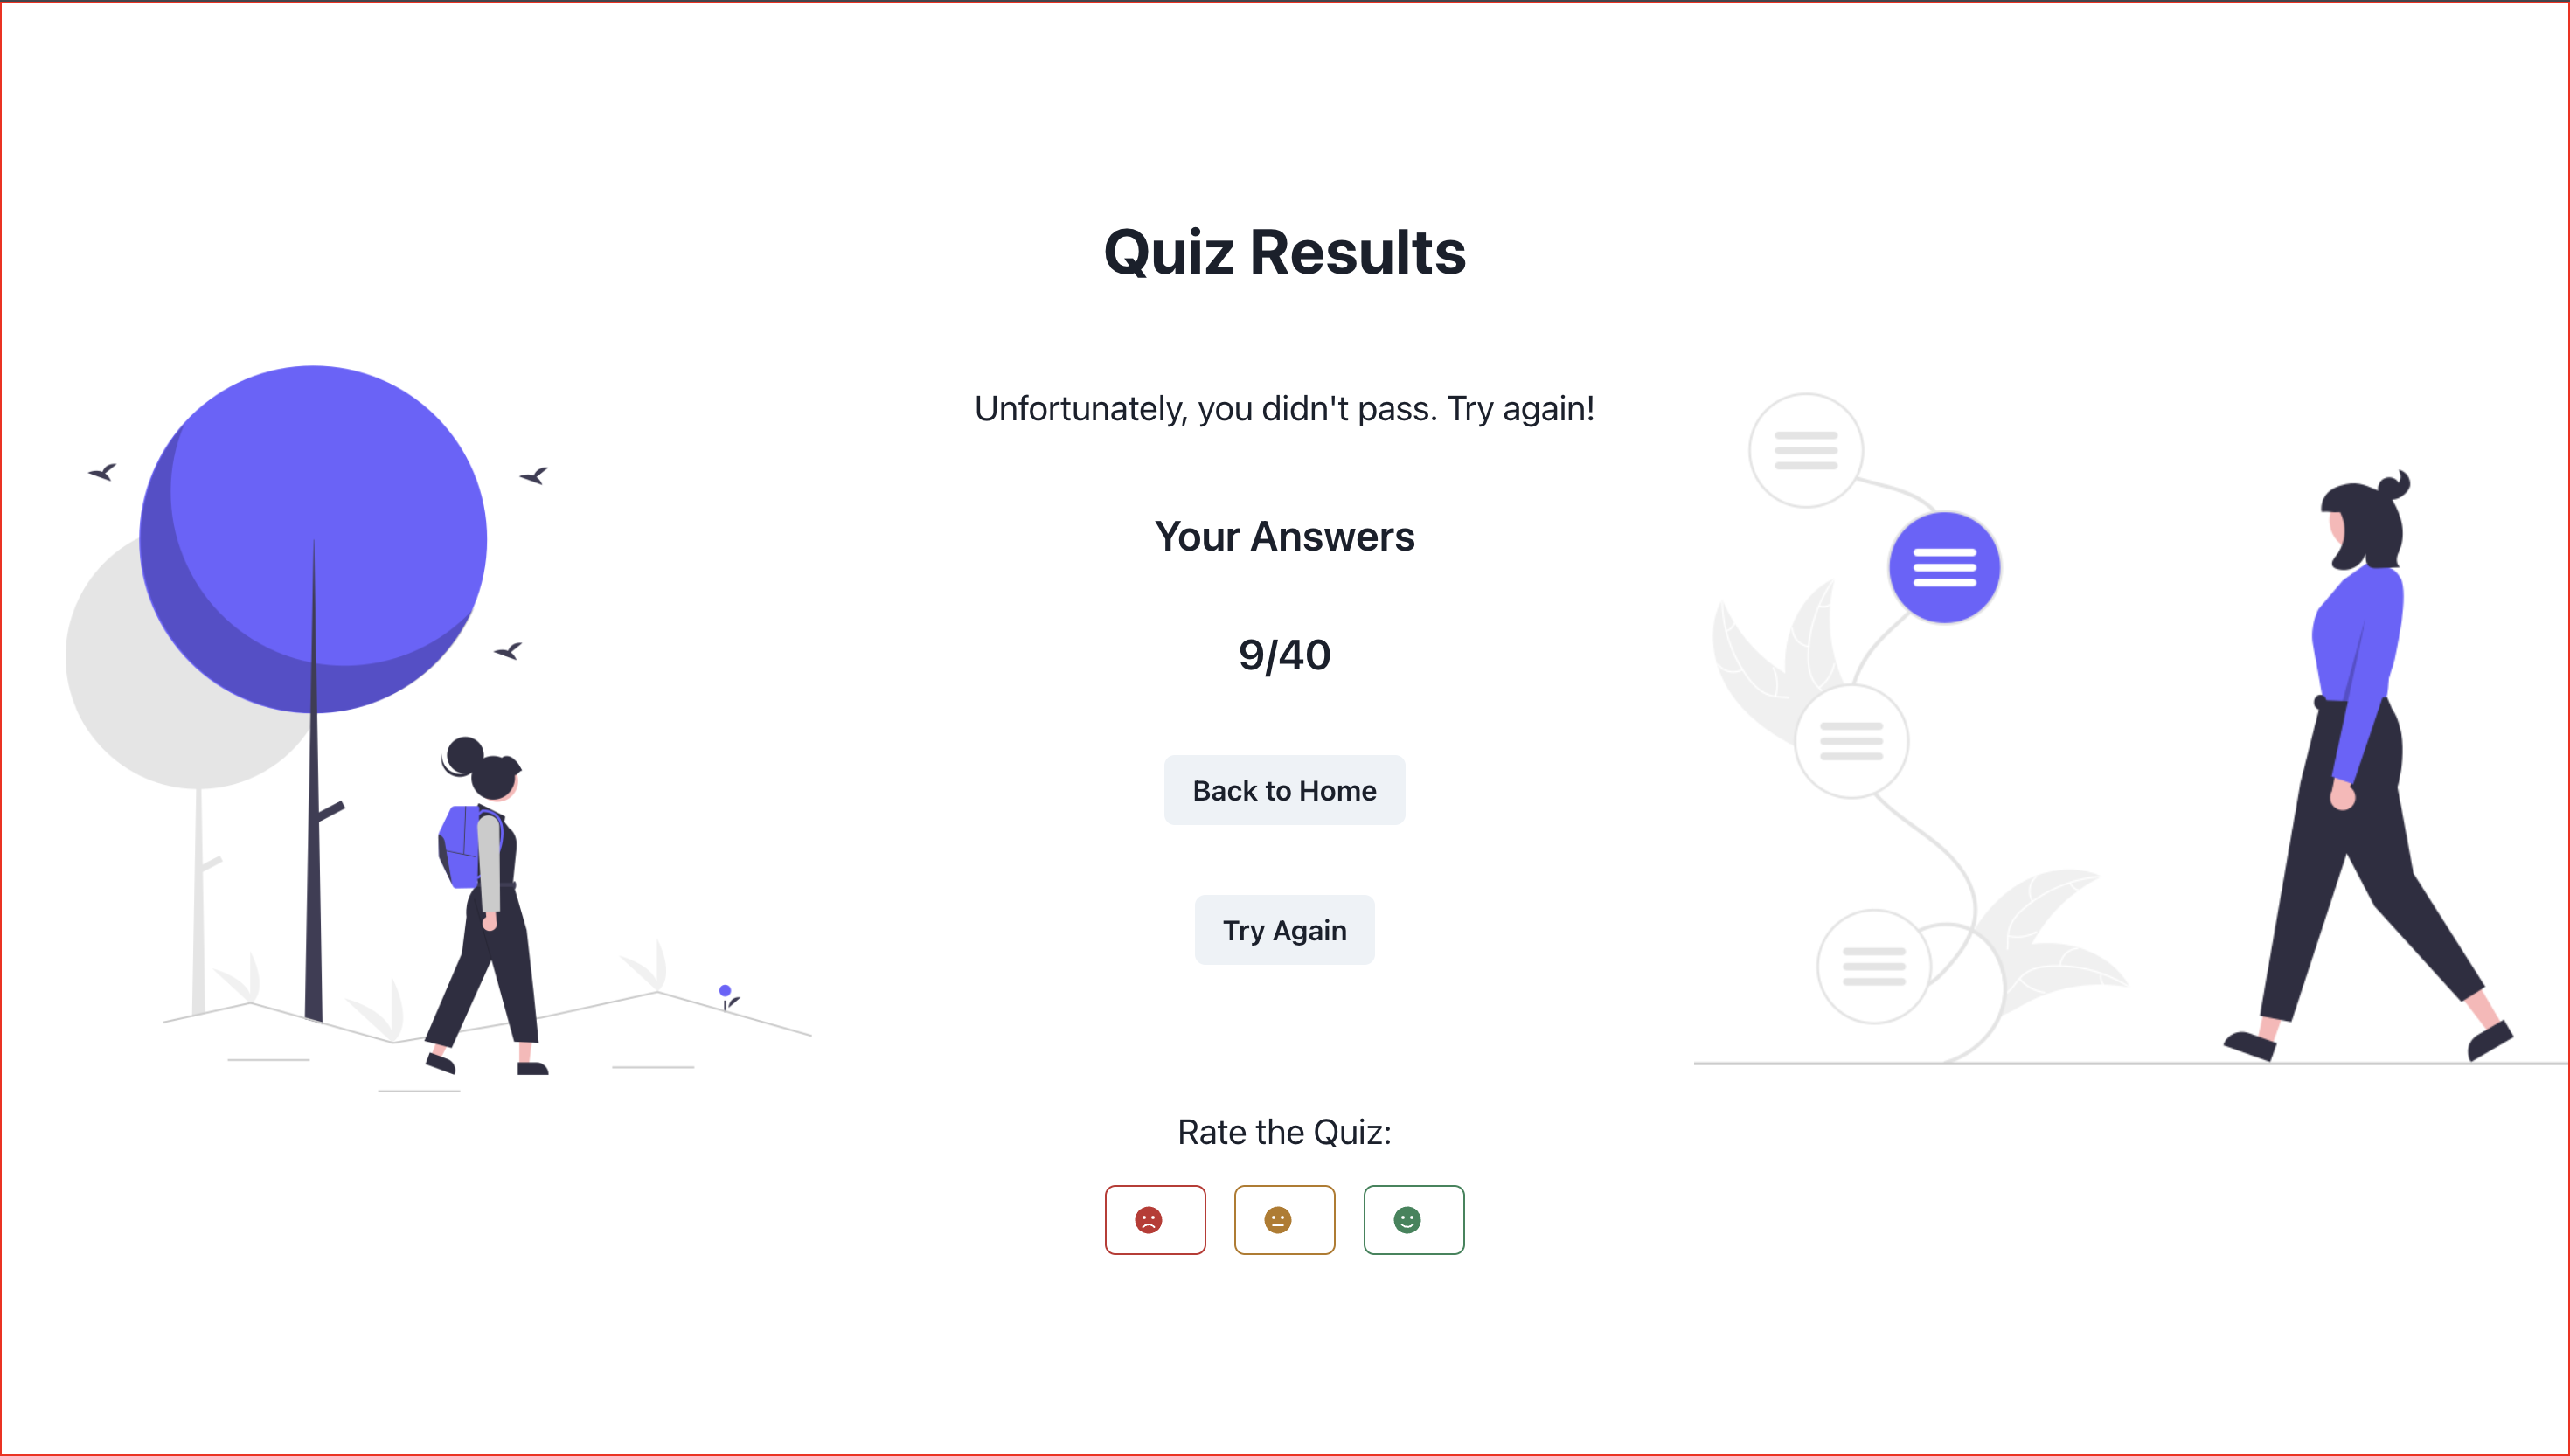 Quiz Results
Unfortunately, you didn't pass. Try again!
Your Answers
9/40
Back to Home
Try Again
Rate the Quiz: